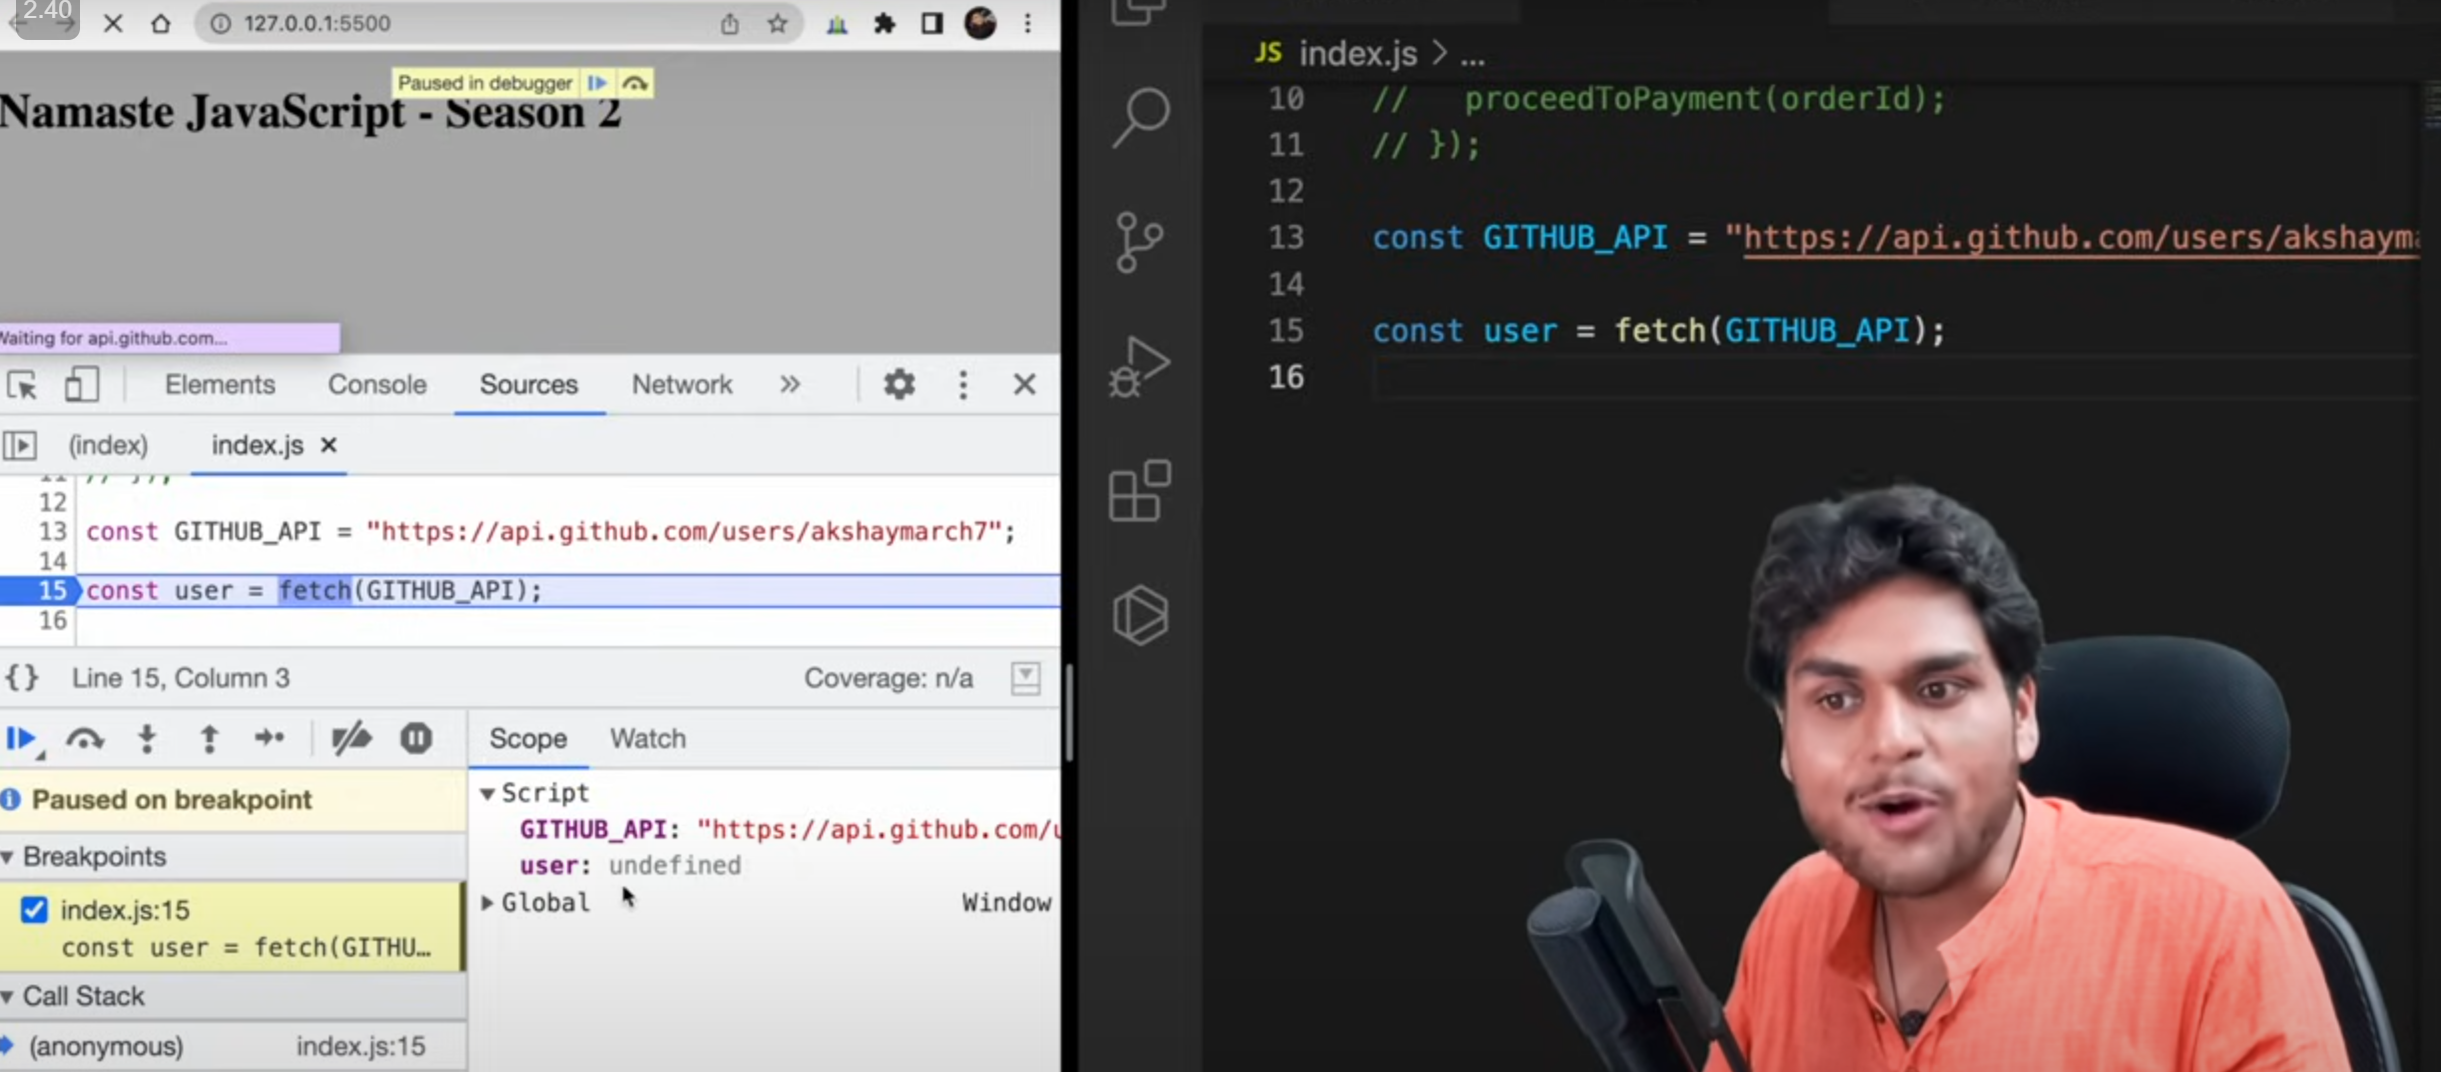 2.40
127.0.0.1:5500
Paused in debugger
Namaste JavaScript - Season 2
Waiting for api.github.com...
Elements Console Sources Network »
(index) index.js ×
11 // });
12
13 const GITHUB_API = "https://api.github.com/users/akshaymarch7";
14
15 const user = fetch(GITHUB_API);
16
{} Line 15, Column 3 Coverage: n/a
Scope Watch
Paused on breakpoint
Breakpoints
index.js:15
const user = fetch(GITHU…
Call Stack
(anonymous) index.js:15
Script
GITHUB_API: "https://api.github.com/u
user: undefined
Global Window
JS index.js > ...
10 // proceedToPayment(orderId);
11 // });
12
13 const GITHUB_API = "https://api.github.com/users/akshayma
14
15 const user = fetch(GITHUB_API);
16